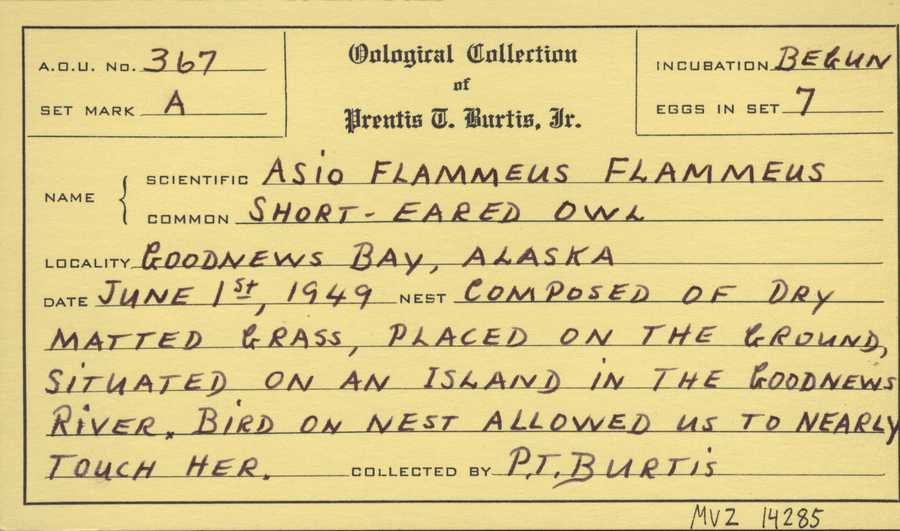 A.O.U. No. 367
SET MARK A
Oological Collection
of
Prentis T. Burtis, Jr.
INCUBATION BEGUN
EGGS IN SET 7
NAME
SCIENTIFIC ASIO FLAMMEUS FLAMMEUS
COMMON SHORT-EARED OWL
LOCALITY GOODNEWS BAY, ALASKA
DATE JUNE 1st, 1949 NEST COMPOSED OF DRY
MATTED GRASS, PLACED ON THE GROUND,
SITUATED ON AN ISLAND IN THE GOODNEWS
RIVER. BIRD ON NEST ALLOWED US TO NEARLY
TOUCH HER. COLLECTED BY P.T. BURTIS
MVZ 14285